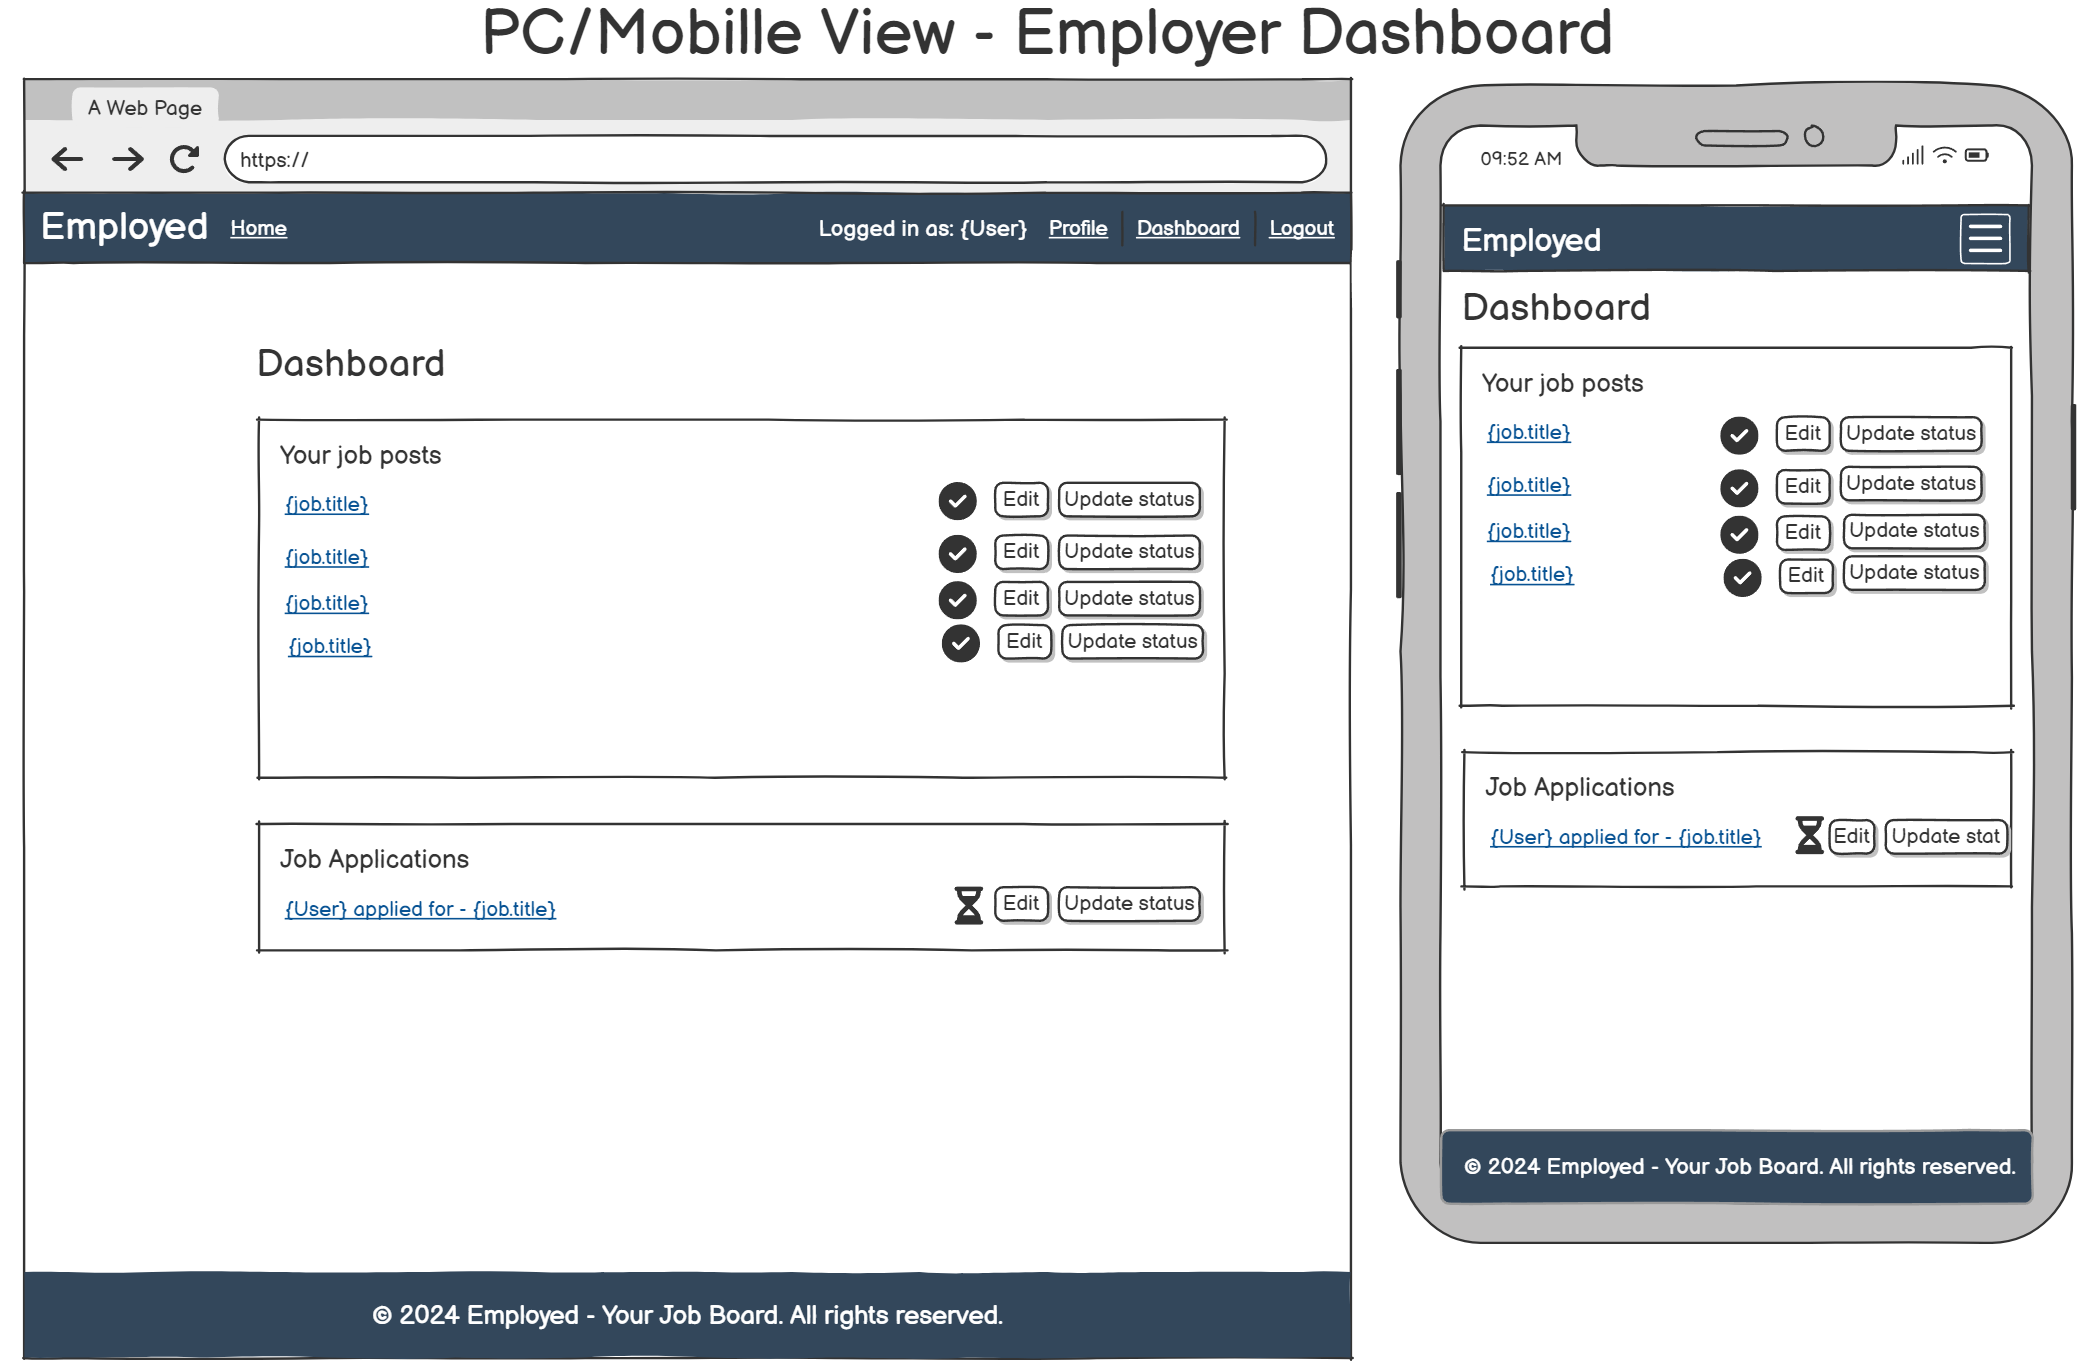 PC/Mobille View - Employer Dashboard
A Web Page
https://
Employed Home Logged in as: {User} Profile Dashboard Logout
Dashboard
Your job posts
{job.title} Edit Update status
{job.title} Edit Update status
{job.title} Edit Update status
{job.title} Edit Update status
Job Applications
{User} applied for - {job.title} Edit Update status
© 2024 Employed - Your Job Board. All rights reserved.
09:52 AM
Employed
Dashboard
Your job posts
{job.title} Edit Update status
{job.title} Edit Update status
{job.title} Edit Update status
{job.title} Edit Update status
Job Applications
{User} applied for - {job.title} Edit Update stat
© 2024 Employed - Your Job Board. All rights reserved.